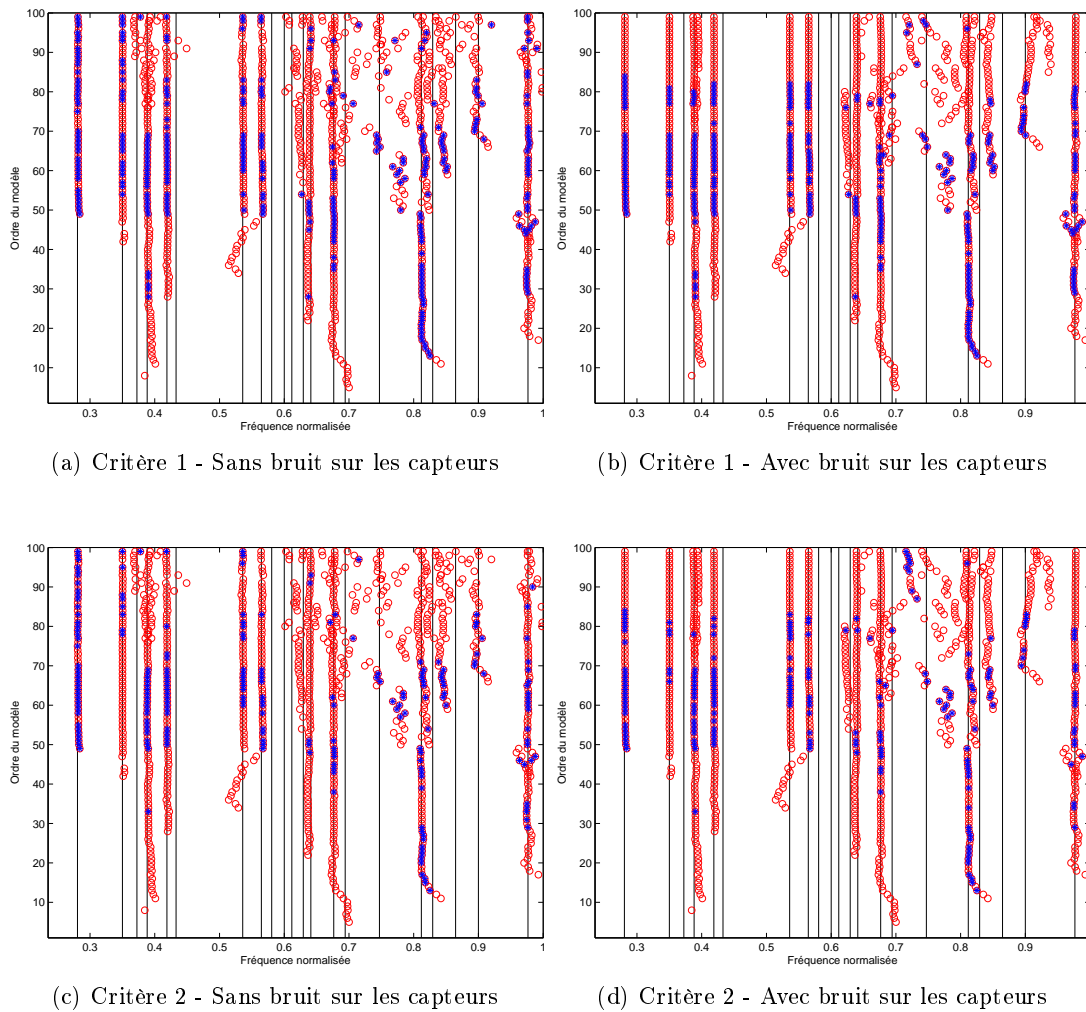 100
90
80
70
60
50
40
30
20
10
Ordre du modèle
0.3 0.4 0.5 0.6 0.7 0.8 0.9 1
Fréquence normalisée
(a) Critère 1 - Sans bruit sur les capteurs
100
90
80
70
60
50
40
30
20
10
Ordre du modèle
0.3 0.4 0.5 0.6 0.7 0.8 0.9
Fréquence normalisée
(b) Critère 1 - Avec bruit sur les capteurs
100
90
80
70
60
50
40
30
20
10
Ordre du modèle
0.3 0.4 0.5 0.6 0.7 0.8 0.9 1
Fréquence normalisée
(c) Critère 2 - Sans bruit sur les capteurs
100
90
80
70
60
50
40
30
20
10
Ordre du modèle
0.3 0.4 0.5 0.6 0.7 0.8 0.9
Fréquence normalisée
(d) Critère 2 - Avec bruit sur les capteurs